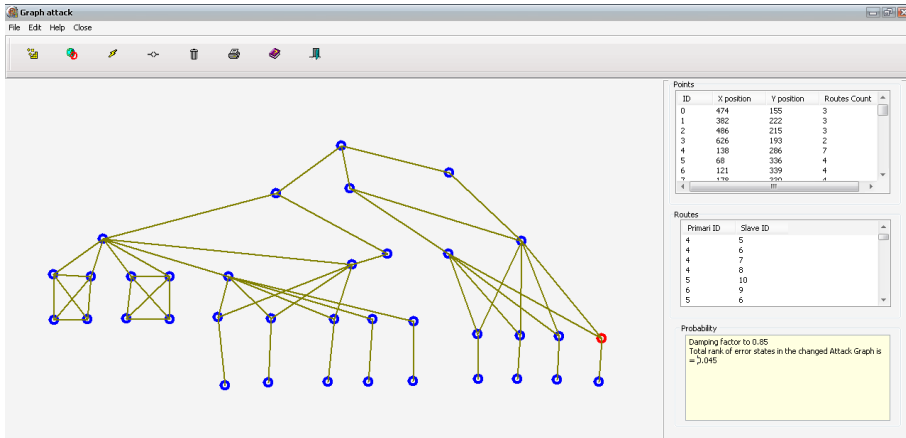 Graph attack
File Edit Help Close
Points
ID X position Y position Routes Count
0 474 155 3
1 382 222 3
2 486 215 3
3 626 193 2
4 138 286 7
5 68 336 4
6 121 339 4
Routes
Primari ID Slave ID
4 5
4 6
4 7
4 8
5 10
6 9
5 6
Probability
Damping factor to 0.85
Total rank of error states in the changed Attack Graph is
= 0.045